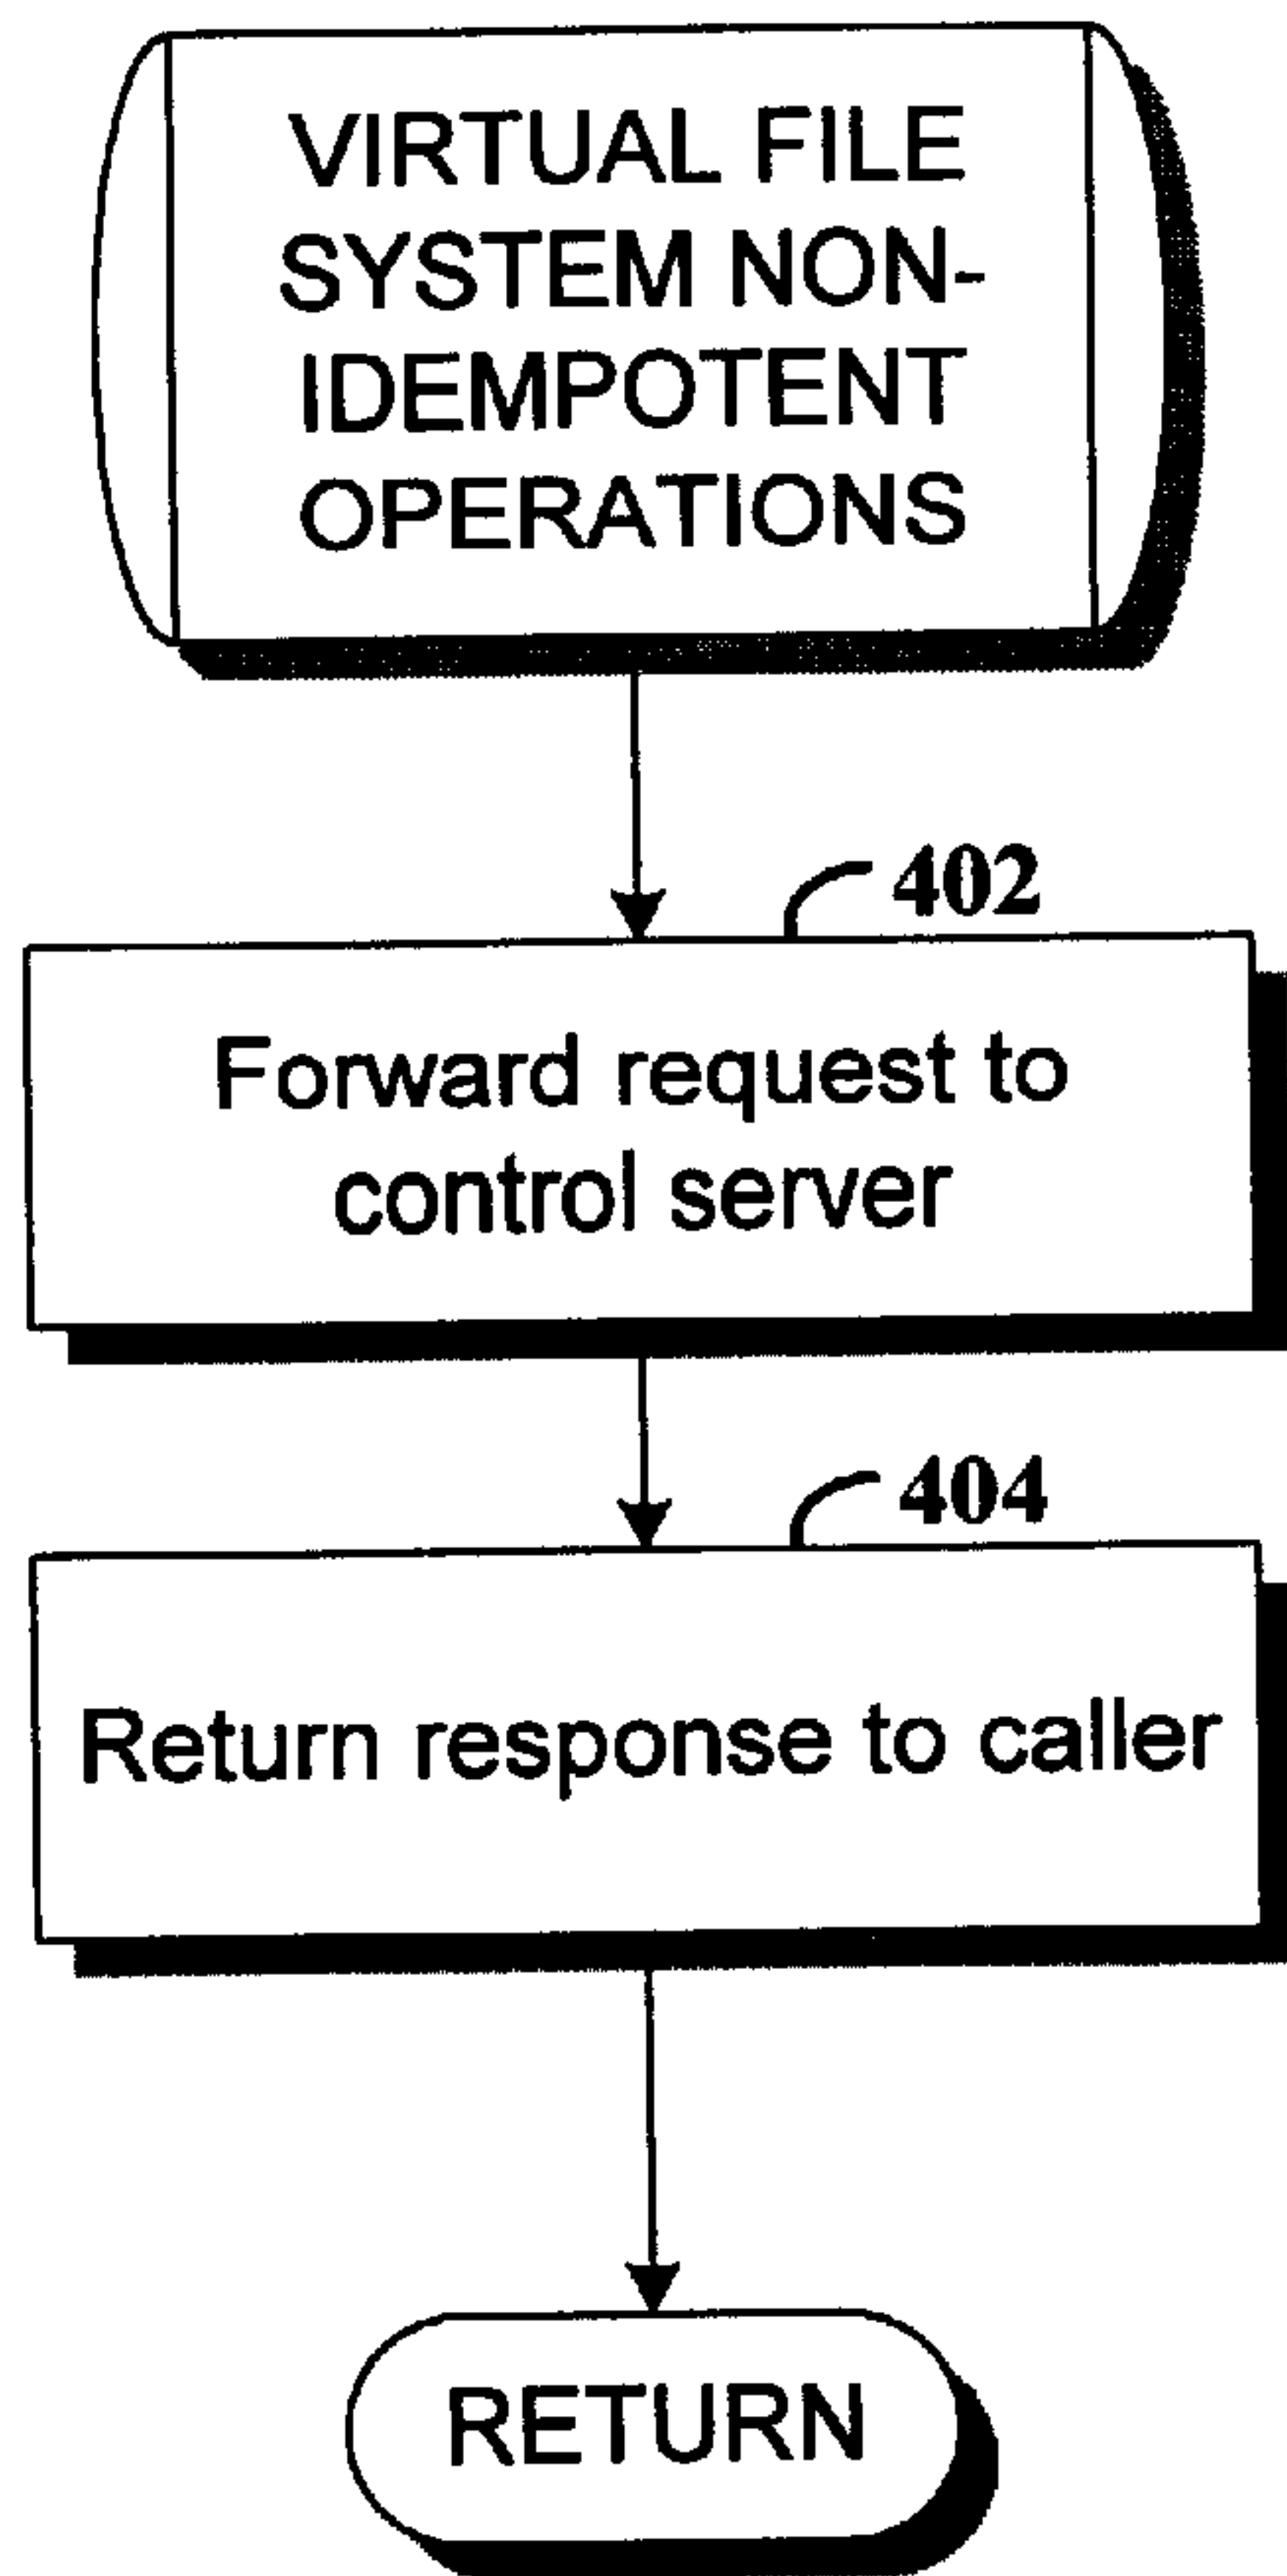 VIRTUAL FILE
SYSTEM NON-
IDEMPOTENT
OPERATIONS
402
Forward request to
control server
404
Return response to caller
RETURN